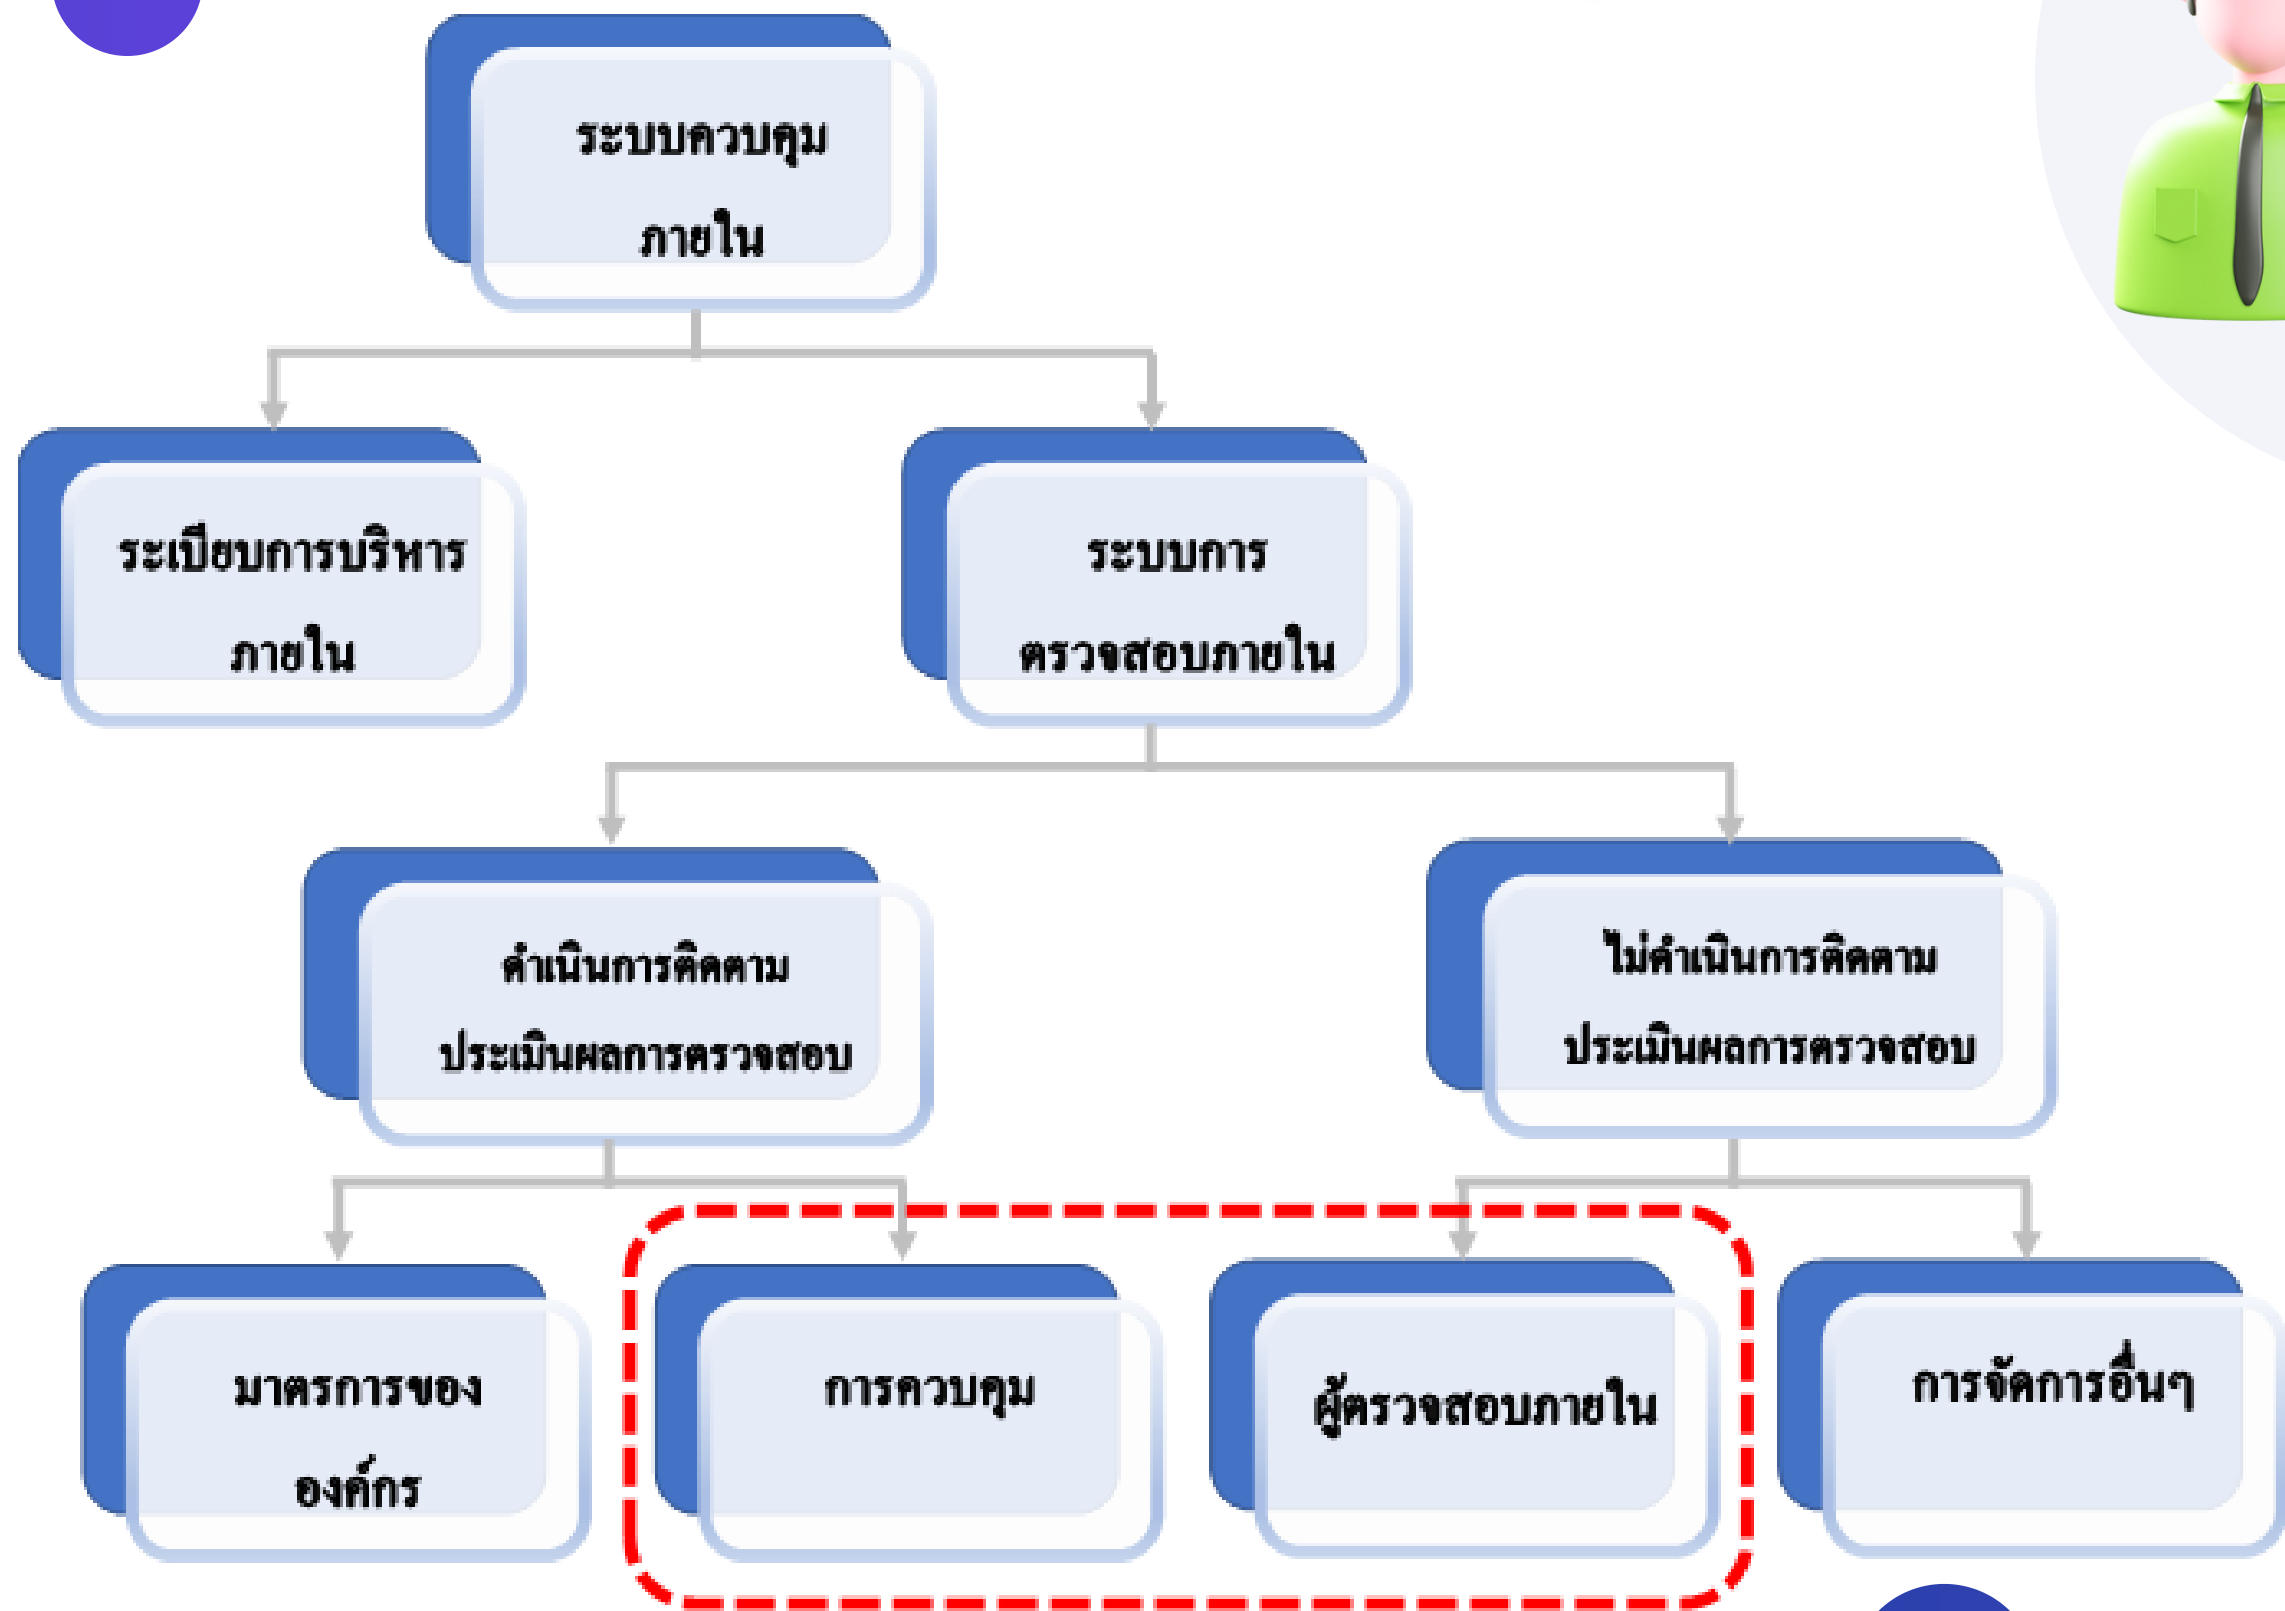 ระบบควบคุม
ภายใน
ระเบียบการบริหาร
ภายใน
ระบบการ
ตรวจสอบภายใน
ดำเนินการติดตาม
ประเมินผลการตรวจสอบ
ไม่ดำเนินการติดตาม
ประเมินผลการตรวจสอบ
มาตรการของ
องค์กร
การควบคุม
ผู้ตรวจสอบภายใน
การจัดการอื่นๆ